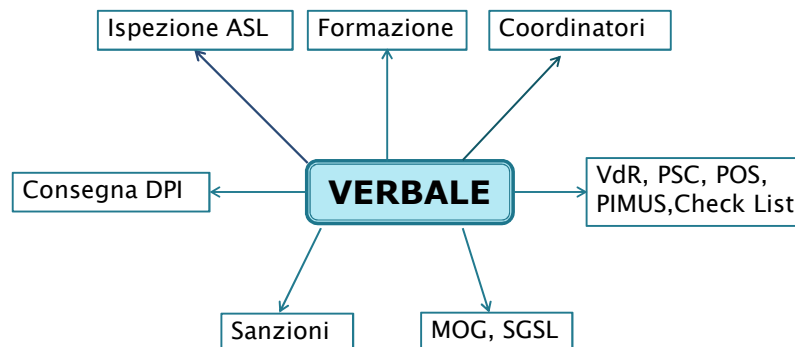 Ispezione ASL
Formazione
Coordinatori
Consegna DPI
VERBALE
VdR, PSC, POS,
PIMUS,Check List
Sanzioni
MOG, SGSL